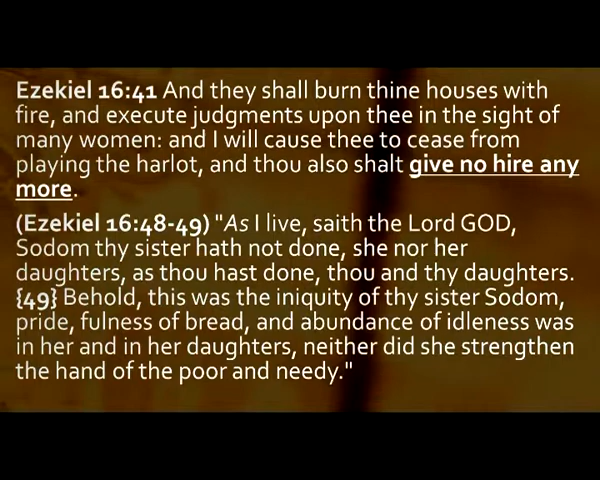 Ezekiel 16:41 And they shall burn thine houses with
fire, and execute judgments upon thee in the sight of
many women: and I will cause thee to cease from
playing the harlot, and thou also shalt give no hire any
more.
(Ezekiel 16:48-49) "As I live, saith the Lord GOD,
Sodom thy sister hath not done, she nor her
daughters, as thou hast done, thou and thy daughters.
{49} Behold, this was the iniquity of thy sister Sodom,
pride, fulness of bread, and abundance of idleness was
in her and in her daughters, neither did she strengthen
the hand of the poor and needy."